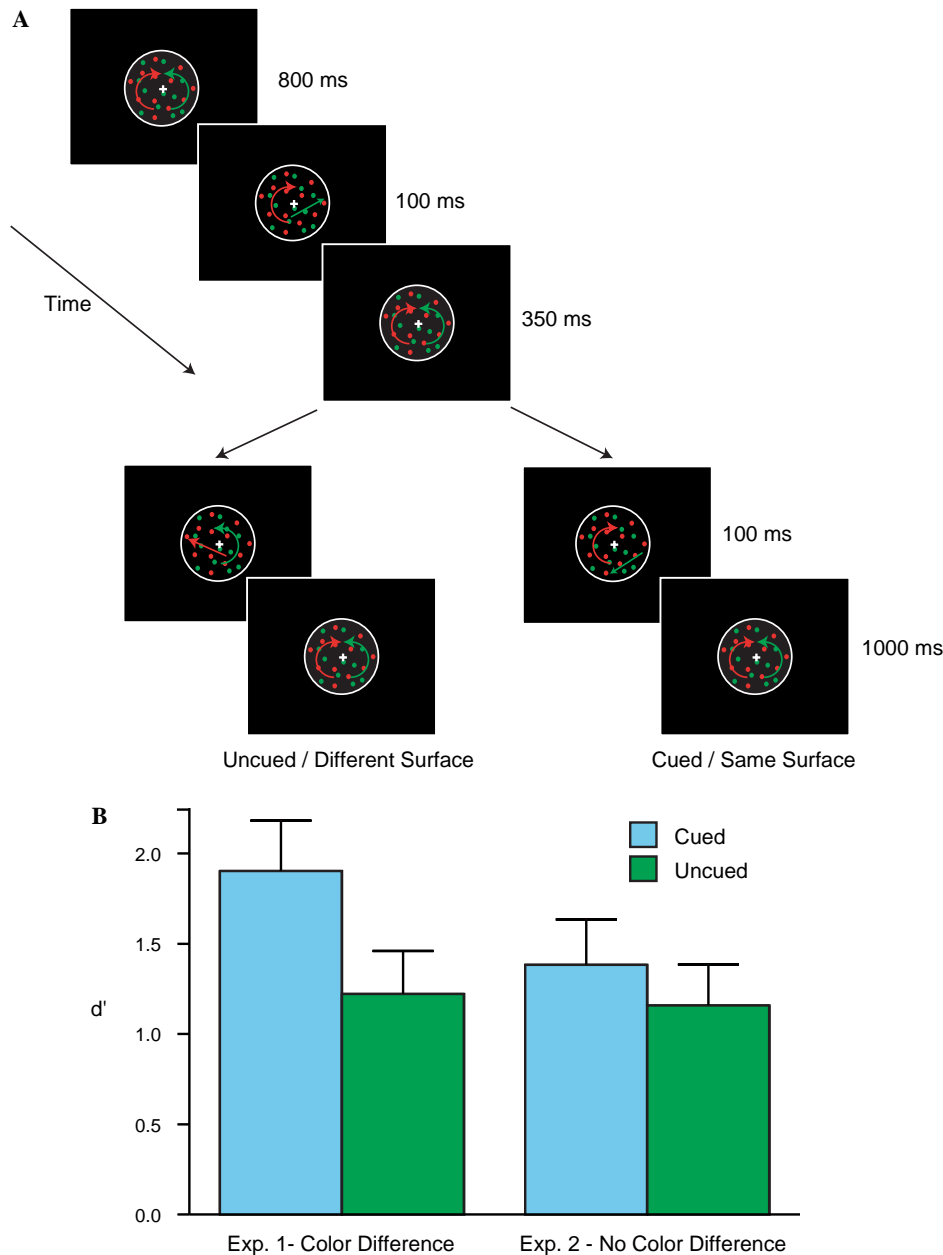 A
800 ms
100 ms
350 ms
Time
100 ms
1000 ms
Uncued / Different Surface
Cued / Same Surface
B
Cued
Uncued
2.0
1.5
d'
1.0
0.5
0.0
Exp. 1- Color Difference
Exp. 2 - No Color Difference